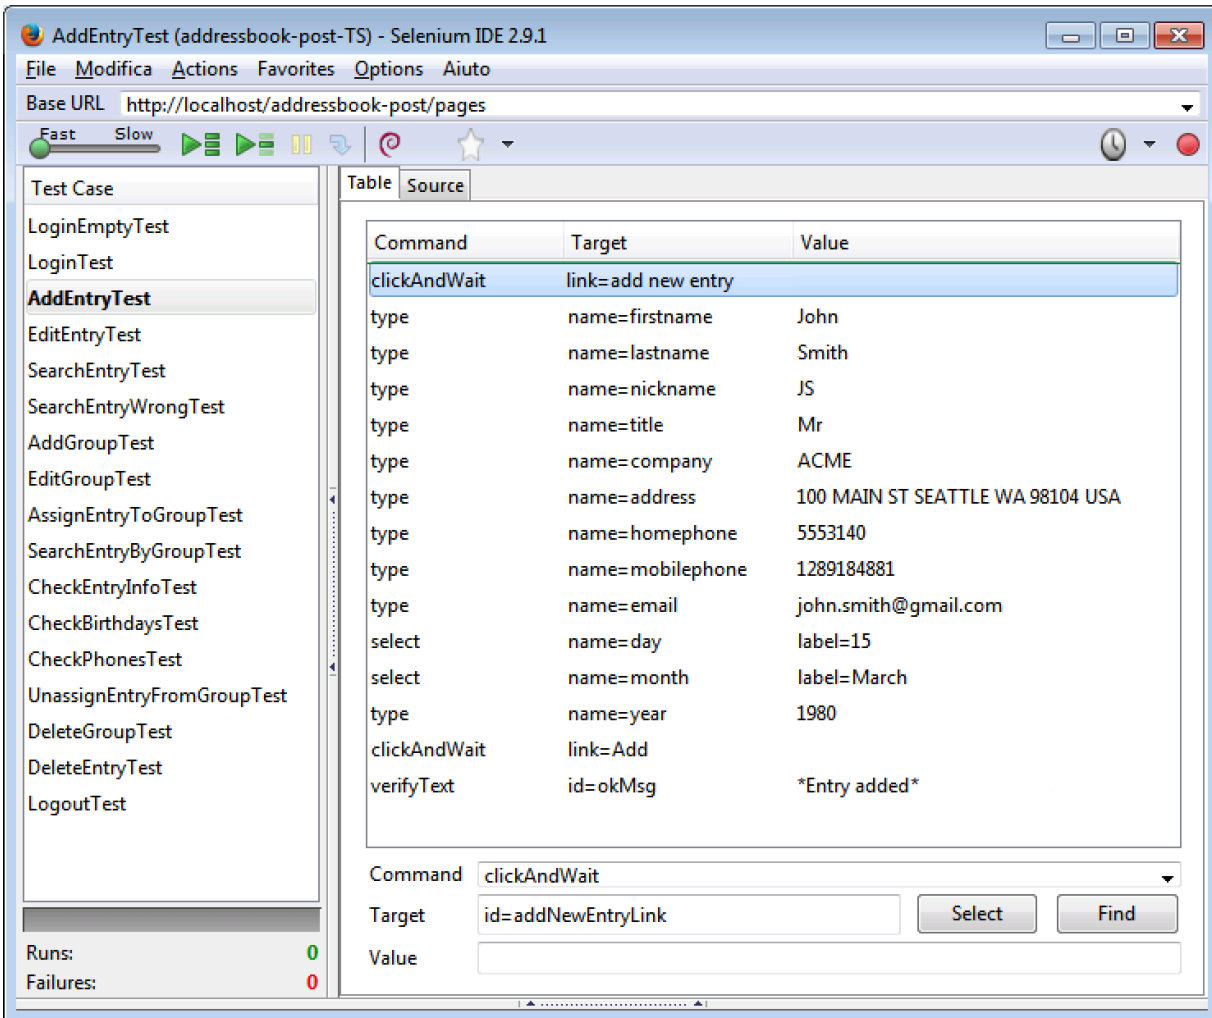 AddEntryTest (addressbook-post-TS) - Selenium IDE 2.9.1
File Modifica Actions Favorites Options Aiuto
Base URL http://localhost/addressbook-post/pages
Fast Slow
Test Case
LoginEmptyTest
LoginTest
AddEntryTest
EditEntryTest
SearchEntryTest
SearchEntryWrongTest
AddGroupTest
EditGroupTest
AssignEntryToGroupTest
SearchEntryByGroupTest
CheckEntryInfoTest
CheckBirthdaysTest
CheckPhonesTest
UnassignEntryFromGroupTest
DeleteGroupTest
DeleteEntryTest
LogoutTest
Runs: 0
Failures: 0
Table Source
Command Target Value
clickAndWait link=add new entry
type name=firstname John
type name=lastname Smith
type name=nickname JS
type name=title Mr
type name=company ACME
type name=address 100 MAIN ST SEATTLE WA 98104 USA
type name=homephone 5553140
type name=mobilephone 1289184881
type name=email john.smith@gmail.com
select name=day label=15
select name=month label=March
type name=year 1980
clickAndWait link=Add
verifyText id=okMsg *Entry added*
Command clickAndWait
Target id=addNewEntryLink Select Find
Value